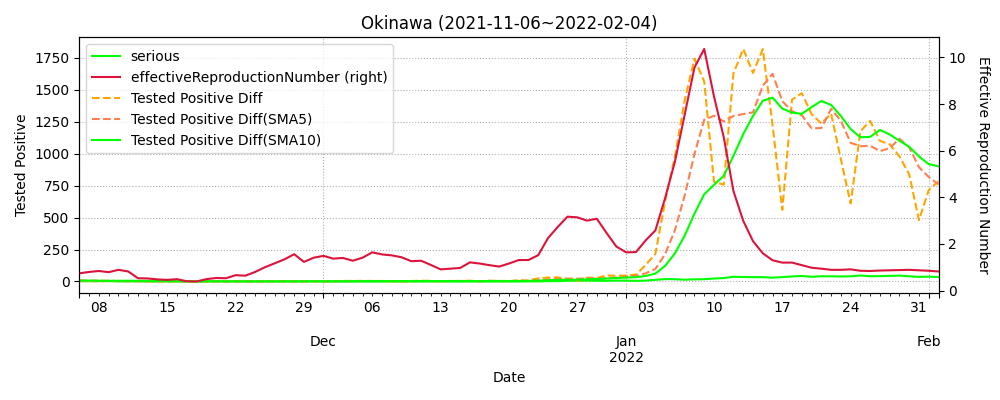 Okinawa (2021-11-06~2022-02-04)
serious
effectiveReproductionNumber (right)
Tested Positive Diff
Tested Positive Diff(SMA5)
Tested Positive Diff(SMA10)
Tested Positive
1750
1500
1250
1000
750
500
250
0
Effective Reproduction Number
10
8
6
4
2
0
08 15 22 29 06 13 20 27 03 10 17 24 31
Dec Jan Feb
2022
Date